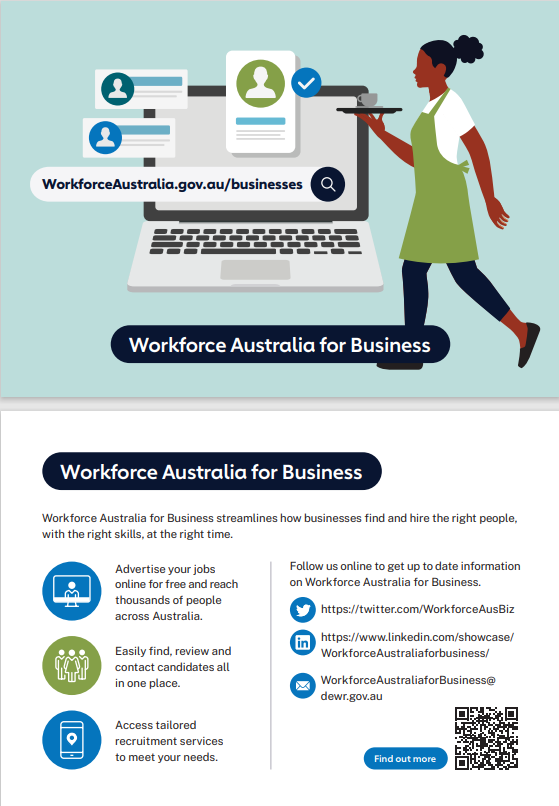 WorkforceAustralia.gov.au/businesses
Workforce Australia for Business
Workforce Australia for Business
Workforce Australia for Business streamlines how businesses find and hire the right people,
with the right skills, at the right time.
Advertise your jobs
online for free and reach
thousands of people
across Australia.
Easily find, review and
contact candidates all
in one place.
Access tailored
recruitment services
to meet your needs.
Follow us online to get up to date information
on Workforce Australia for Business.
https://twitter.com/WorkforceAusBiz
https://www.linkedin.com/showcase/
WorkforceAustraliaforbusiness/
WorkforceAustraliaforBusiness@
dewr.gov.au
Find out more